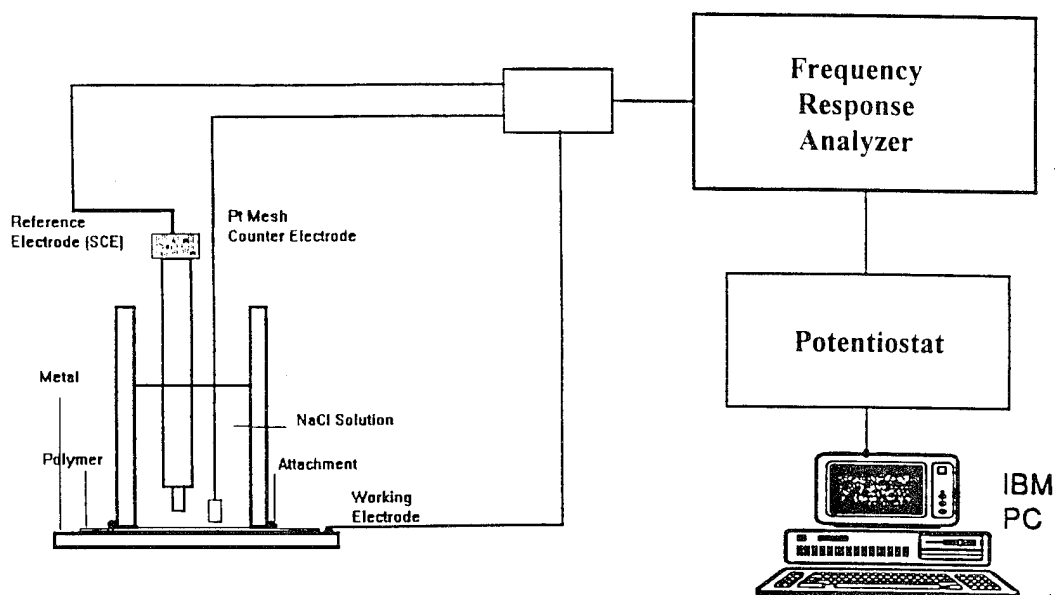 Frequency
Response
Analyzer
Reference
Electrode (SCE)
Pt Mesh
Counter Electrode
Potentiostat
Metal
NaCl Solution
Polymer
Attachment
Working
Electrode
IBM
PC